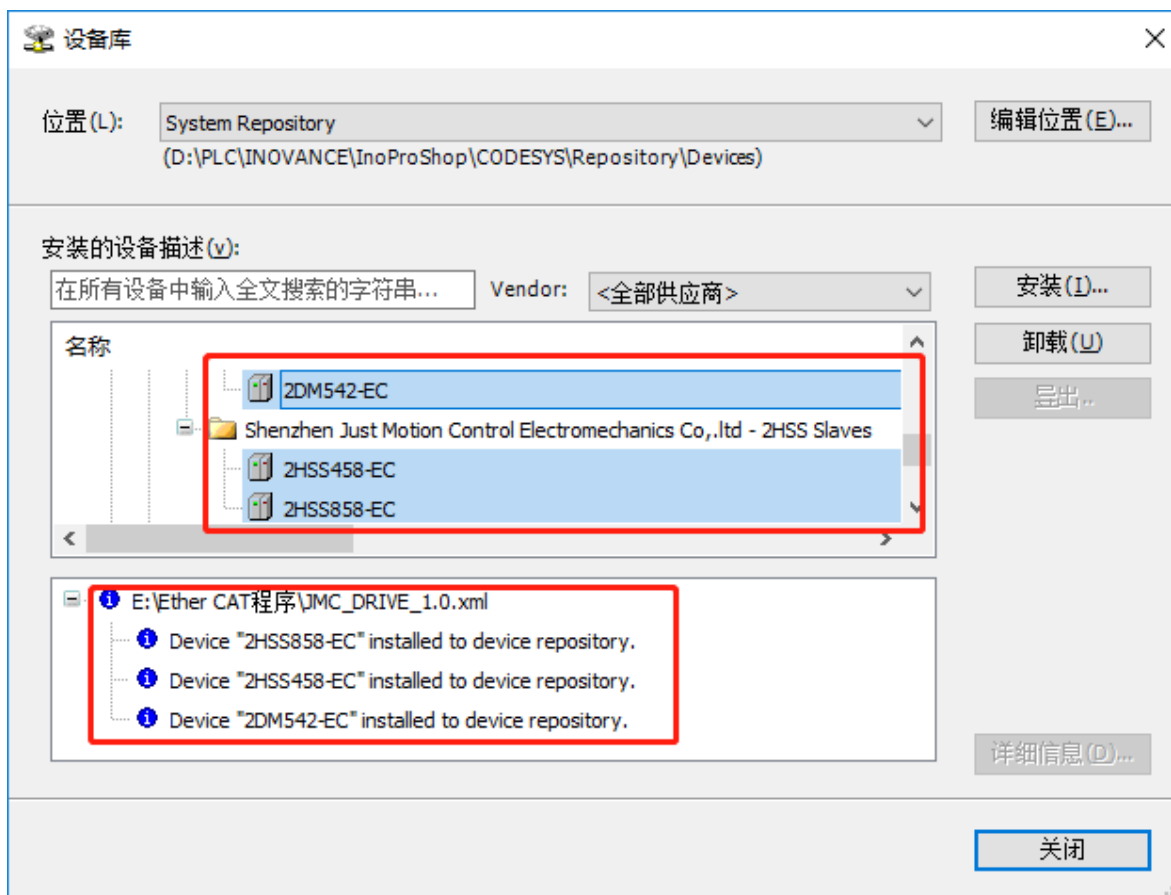 设备库
位置(L):
System Repository
编辑位置(E)...
(D:\PLC\INOVANCE\InoProShop\CODESYS\Repository\Devices)
安装的设备描述(v):
在所有设备中输入全文搜索的字符串...
Vendor:
<全部供应商>
安装(I)...
名称
卸载(U)
导出..
2DM542-EC
Shenzhen Just Motion Control Electromechanics Co,.ltd - 2HSS Slaves
2HSS458-EC
2HSS858-EC
E:\Ether CAT程序\JMC_DRIVE_1.0.xml
Device "2HSS858-EC" installed to device repository.
Device "2HSS458-EC" installed to device repository.
Device "2DM542-EC" installed to device repository.
详细信息(D)...
关闭